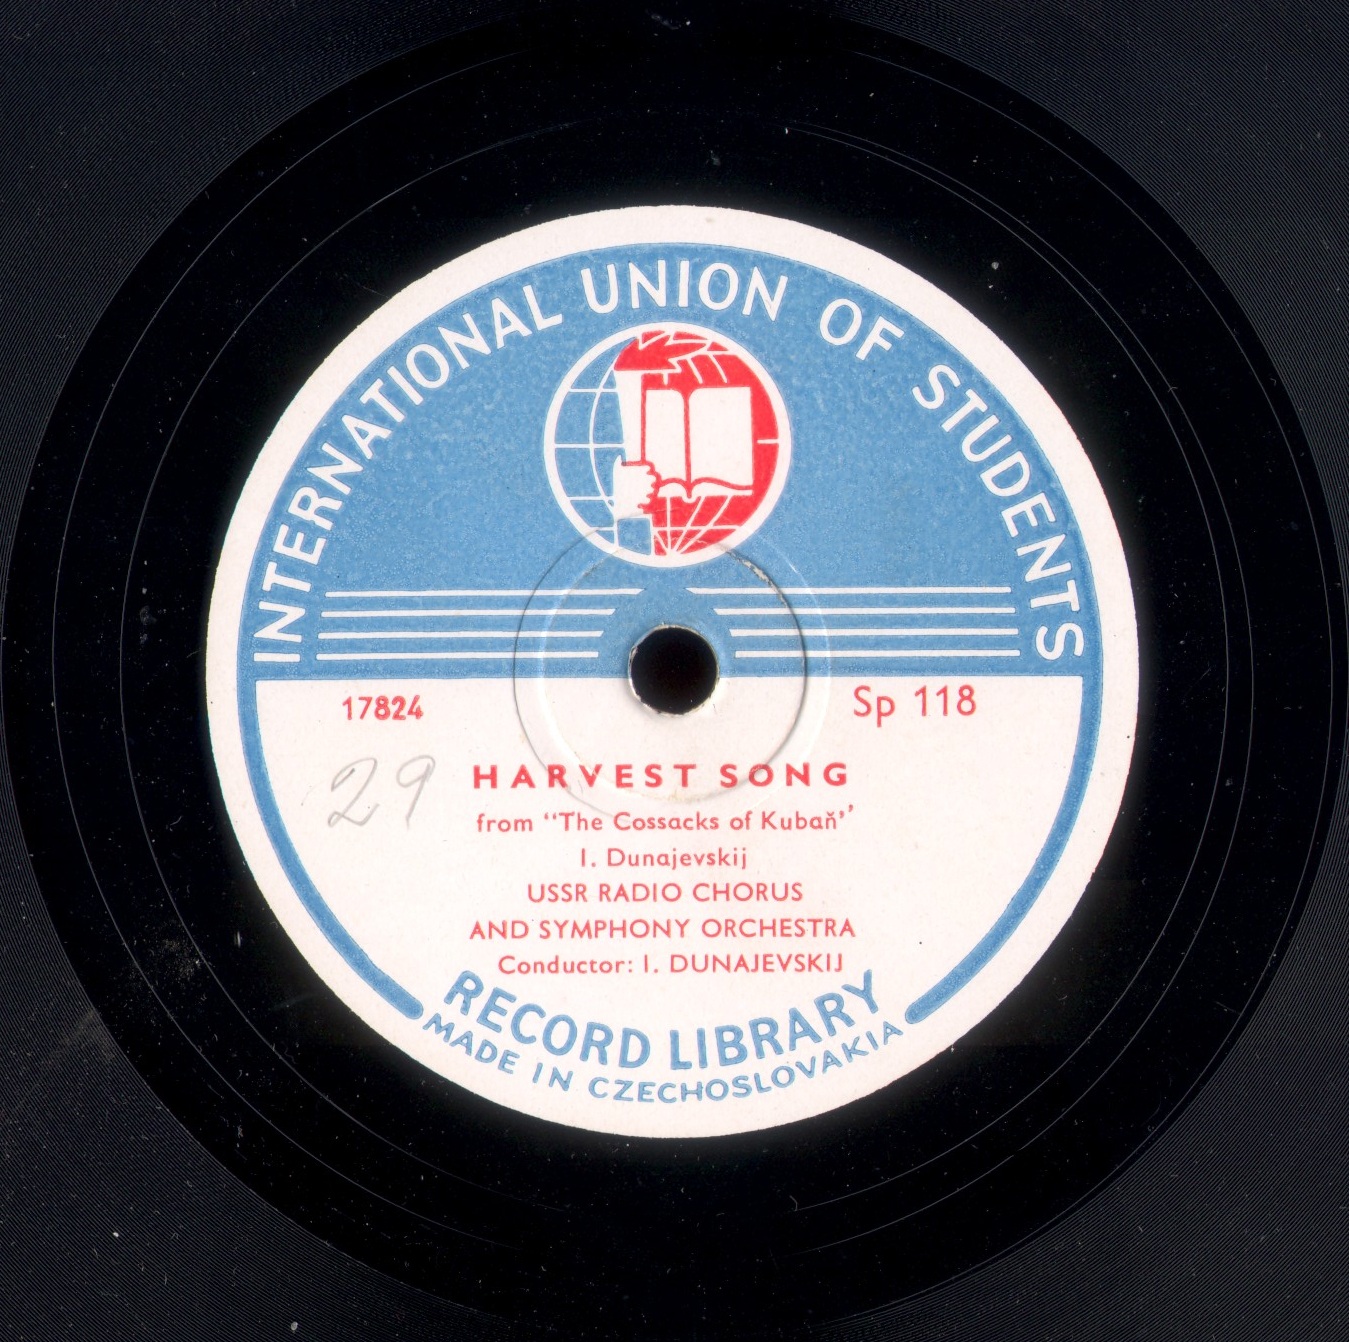 INTERNATIONAL UNION OF STUDENTS
17824
Sp 118
29
HARVEST SONG
from “The Cossacks of Kubaň”
I. Dunajevskij
USSR RADIO CHORUS
AND SYMPHONY ORCHESTRA
Conductor: I. DUNAJEVSKIJ
RECORD LIBRARY
MADE IN CZECHOSLOVAKIA